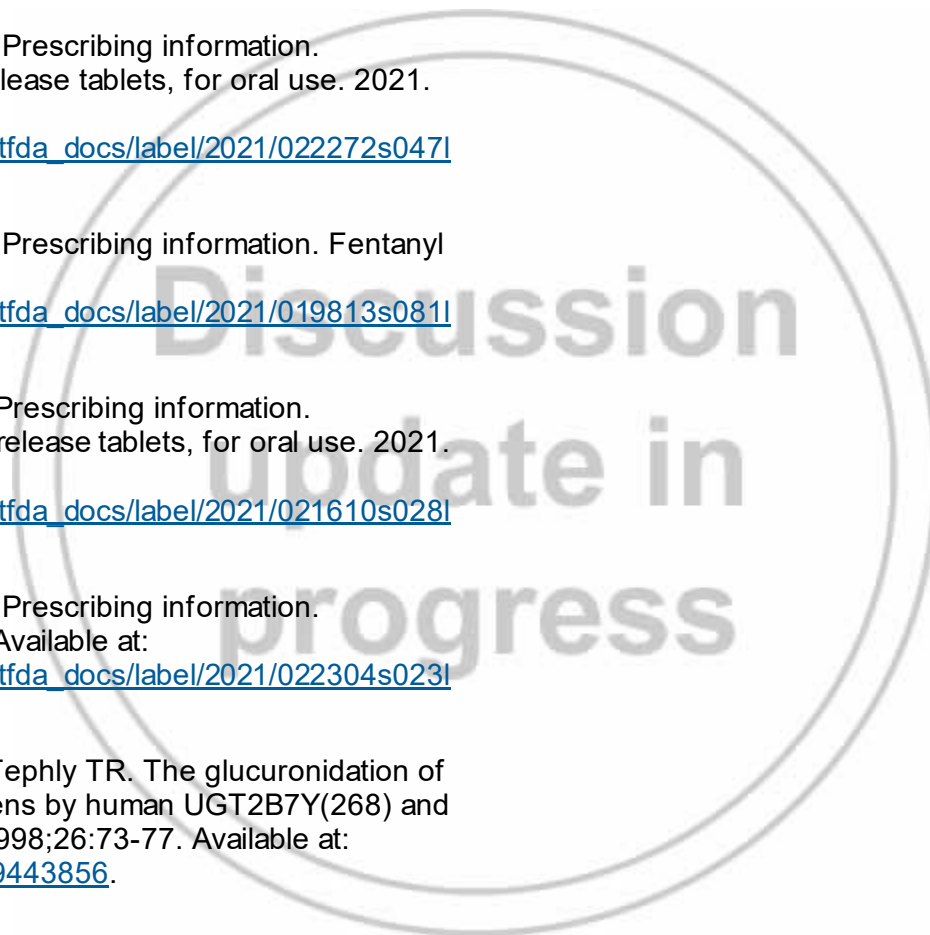 Prescribing information.
lease tablets, for oral use. 2021.
tfda_docs/label/2021/022272s047l
Prescribing information. Fentanyl
tfda_docs/label/2021/019813s081l
Prescribing information.
release tablets, for oral use. 2021.
tfda_docs/label/2021/021610s028l
Prescribing information.
Available at:
tfda_docs/label/2021/022304s023l
Tephly TR. The glucuronidation of
ens by human UGT2B7Y(268) and
998;26:73-77. Available at:
9443856.
Discussion
update in
progress